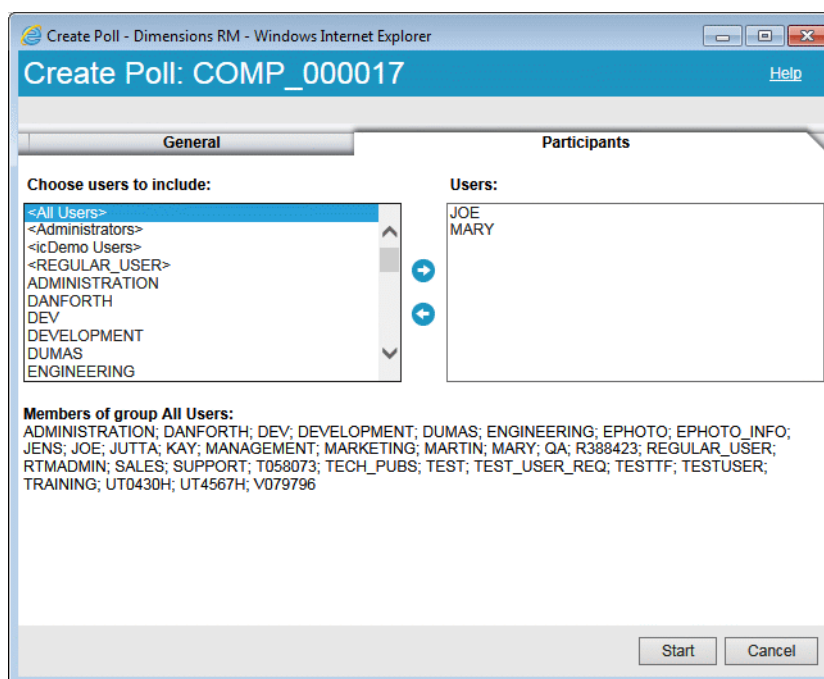 Create Poll - Dimensions RM - Windows Internet Explorer
Create Poll: COMP_000017
Help
General
Participants
Choose users to include:
<All Users>
<Administrators>
<icDemo Users>
<REGULAR_USER>
ADMINISTRATION
DANFORTH
DEV
DEVELOPMENT
DUMAS
ENGINEERING
Users:
JOE
MARY
Members of group All Users:
ADMINISTRATION; DANFORTH; DEV; DEVELOPMENT; DUMAS; ENGINEERING; EPHOTO; EPHOTO_INFO;
JENS; JOE; JUTTA; KAY; MANAGEMENT; MARKETING; MARTIN; MARY; QA; R388423; REGULAR_USER;
RTMADMIN; SALES; SUPPORT; T058073; TECH_PUBS; TEST; TEST_USER_REQ; TESTTF; TESTUSER;
TRAINING; UT0430H; UT4567H; V079796
Start
Cancel